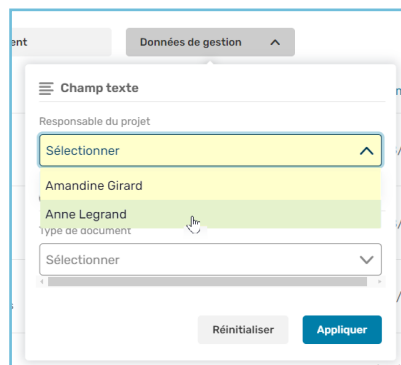 ent
Données de gestion
Champ texte
Responsable du projet
Sélectionner
Amandine Girard
Anne Legrand
Type de document
Sélectionner
Réinitialiser
Appliquer